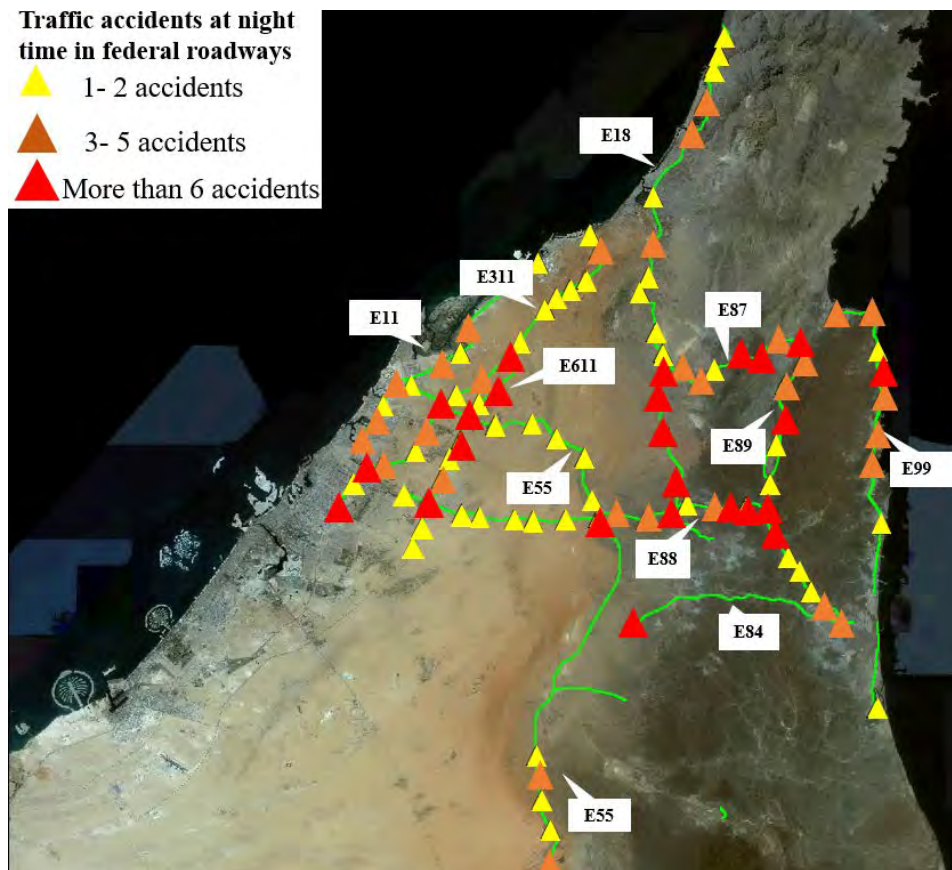 Traffic accidents at night
time in federal roadways
1- 2 accidents
3- 5 accidents
More than 6 accidents
E18
E311
E11
E87
E611
E89
E99
E55
E88
E84
E55